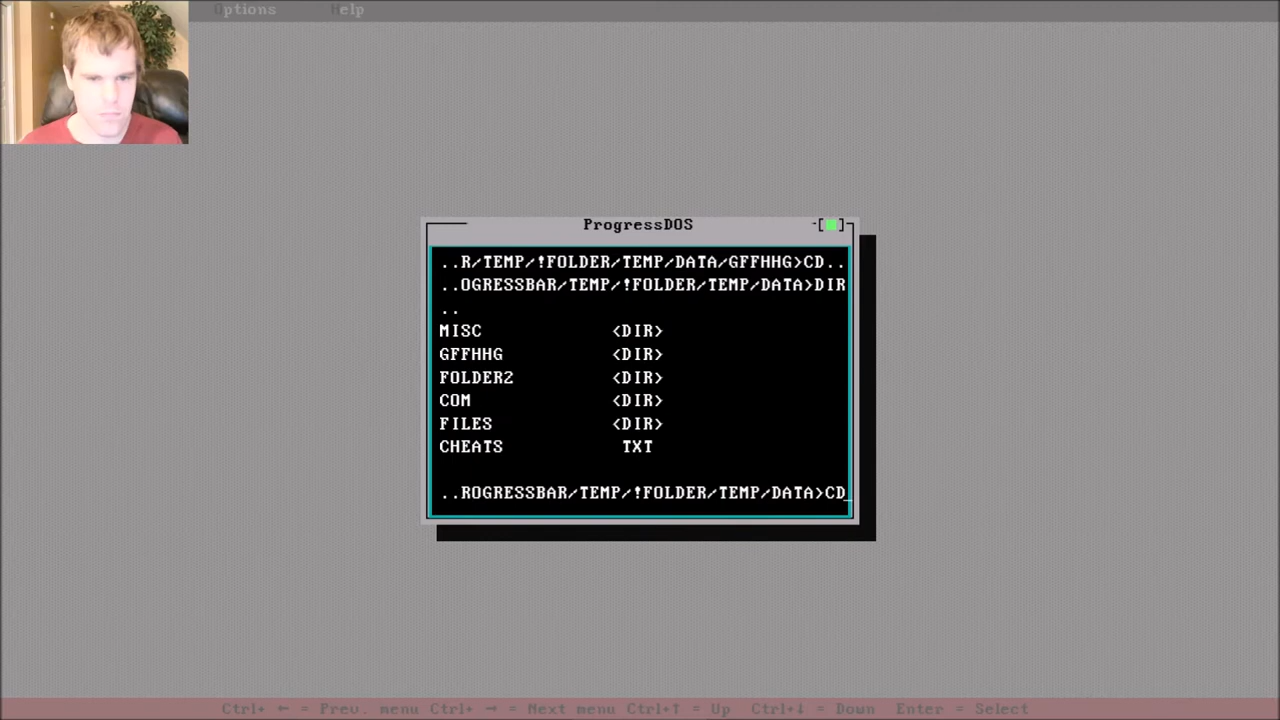 Options Help
ProgressDOS
..R/TEMP/!FOLDER/TEMP/DATA/GFFHHG>CD..
..OGRESSBAR/TEMP/!FOLDER/TEMP/DATA>DIR
..
MISC <DIR>
GFFHHG <DIR>
FOLDER2 <DIR>
COM <DIR>
FILES <DIR>
CHEATS TXT
..ROGRESSBAR/TEMP/!FOLDER/TEMP/DATA>CD_
Ctrl+ ← = Prev. menu Ctrl+ → = Next menu Ctrl+↑ = Up Ctrl+↓ = Down Enter = Select